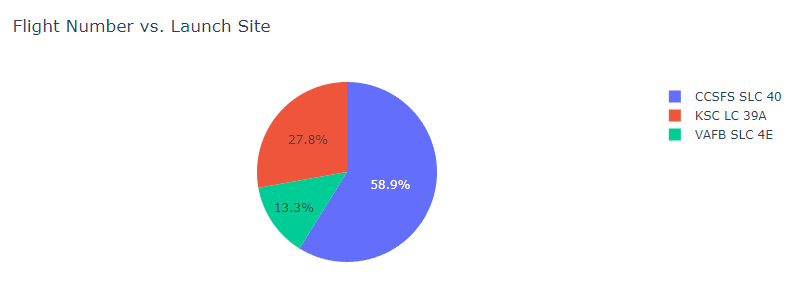 Flight Number vs. Launch Site
CCSFS SLC 40
KSC LC 39A
VAFB SLC 4E
27.8%
58.9%
13.3%